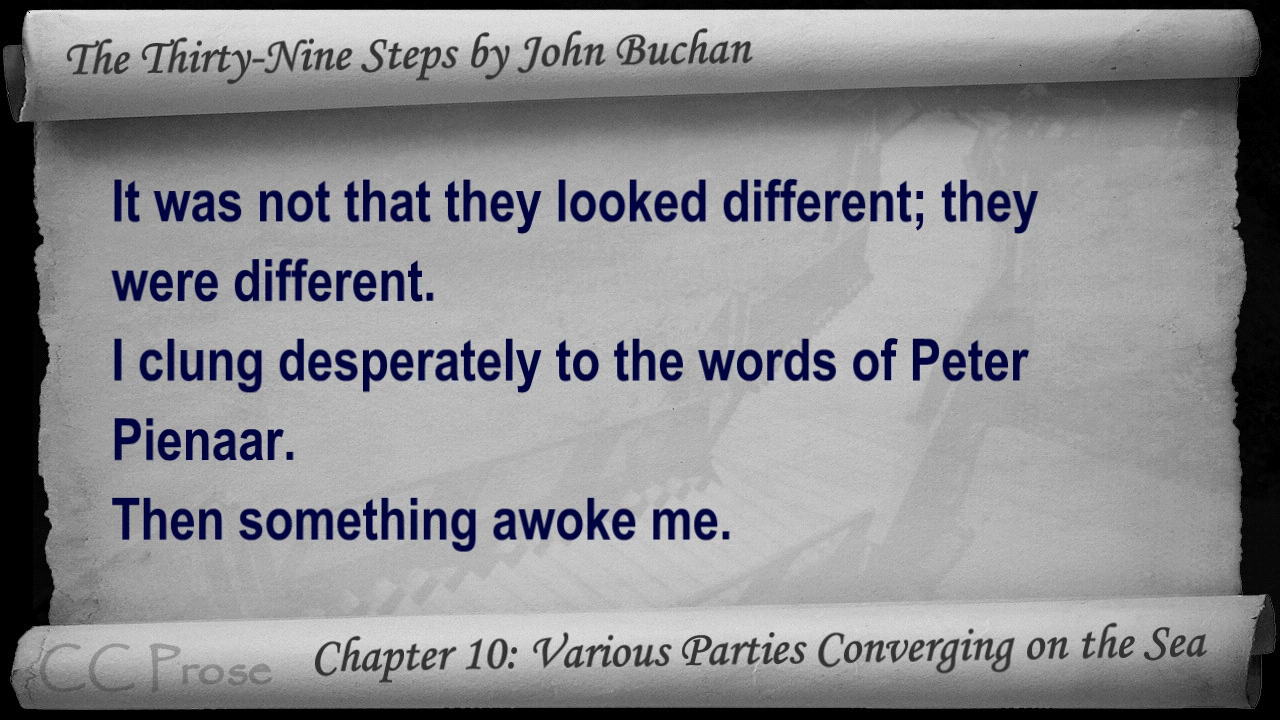 The Thirty-Nine Steps by John Buchan
It was not that they looked different; they
were different.
I clung desperately to the words of Peter
Pienaar.
Then something awoke me.
CC Prose
Chapter 10: Various Parties Converging on the Sea